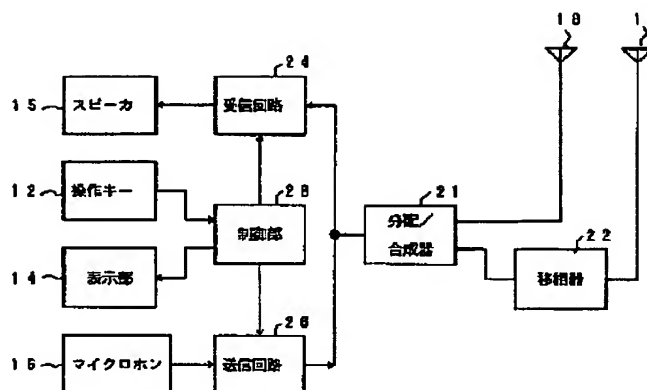 18
1
24
15
スピーカ
受信回路
12
操作キー
28
制御部
21
分配/
合成器
22
移相器
14
表示部
26
16
マイクロホン
送信回路